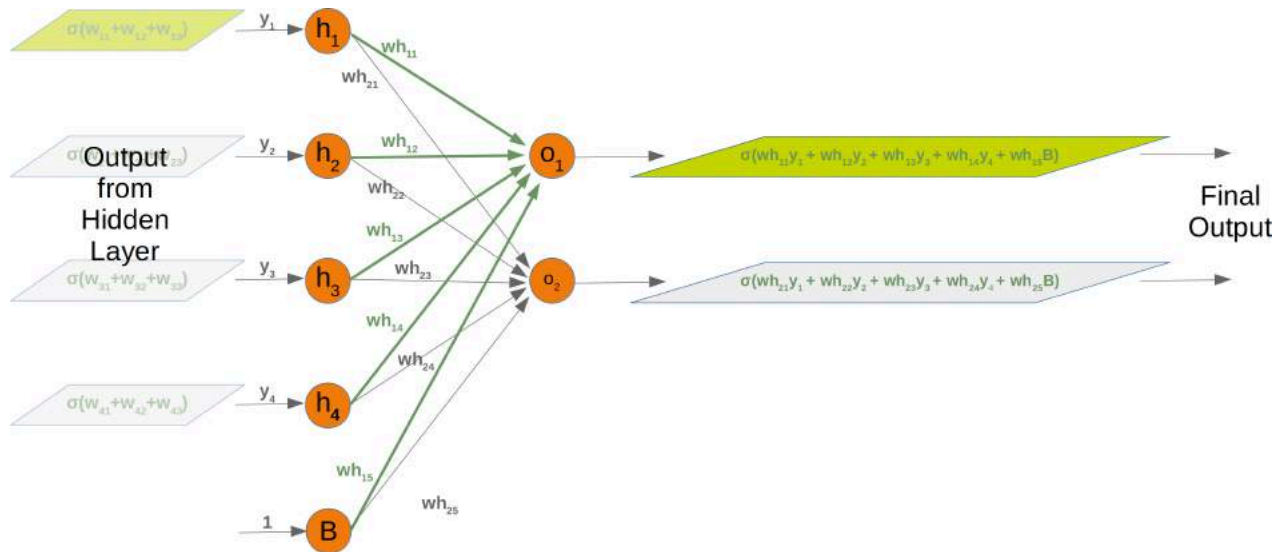 σ(w₁₁+w₁₂+w₁₃)
y₁
h₁
wh₁₁
wh₂₁
y₂
h₂
wh₁₂
wh₂₂
o₁
σ(wh₁₁y₁ + wh₁₂y₂ + wh₁₃y₃ + wh₁₄y₄ + wh₁₅B)
Output
from
Hidden
Layer
Final
Output
σ(w₃₁+w₃₂+w₃₃)
y₃
h₃
wh₁₃
wh₂₃
o₂
σ(wh₂₁y₁ + wh₂₂y₂ + wh₂₃y₃ + wh₂₄y₄ + wh₂₅B)
wh₁₄
wh₂₄
σ(w₄₁+w₄₂+w₄₃)
y₄
h₄
wh₁₅
wh₂₅
1
B